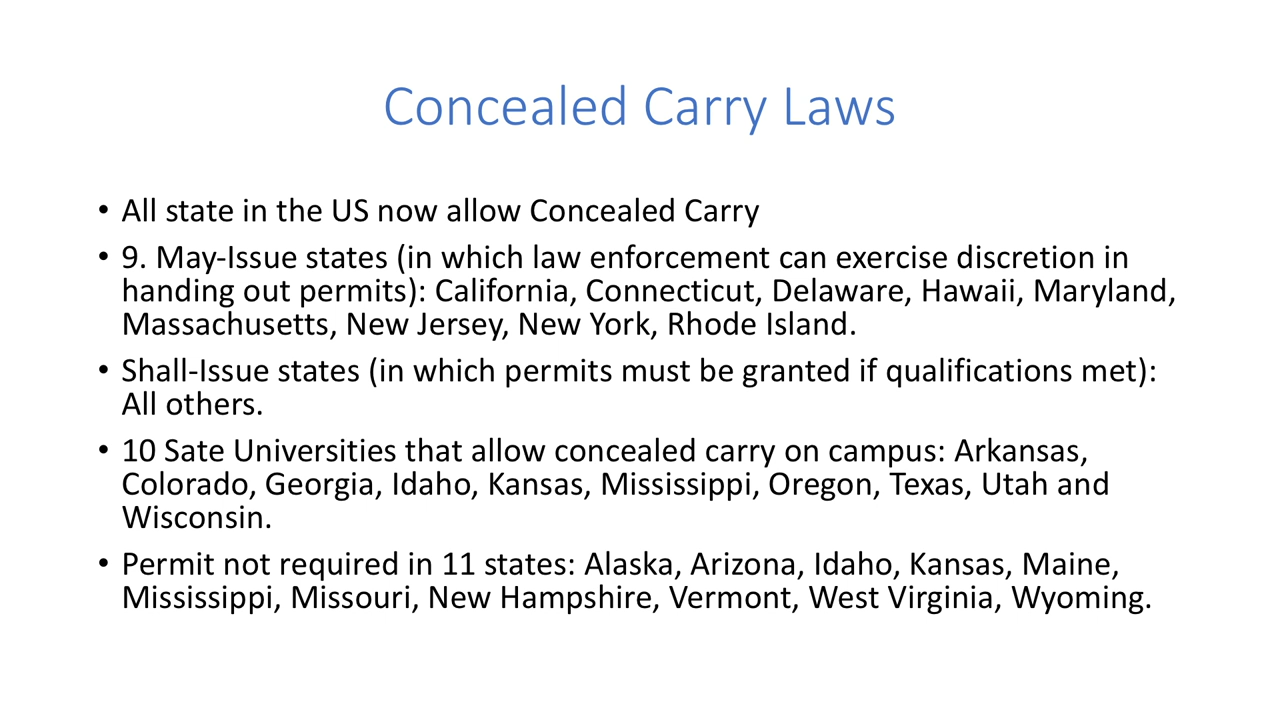 Concealed Carry Laws
• All state in the US now allow Concealed Carry
• 9. May-Issue states (in which law enforcement can exercise discretion in
handing out permits): California, Connecticut, Delaware, Hawaii, Maryland,
Massachusetts, New Jersey, New York, Rhode Island.
• Shall-Issue states (in which permits must be granted if qualifications met):
All others.
• 10 Sate Universities that allow concealed carry on campus: Arkansas,
Colorado, Georgia, Idaho, Kansas, Mississippi, Oregon, Texas, Utah and
Wisconsin.
• Permit not required in 11 states: Alaska, Arizona, Idaho, Kansas, Maine,
Mississippi, Missouri, New Hampshire, Vermont, West Virginia, Wyoming.